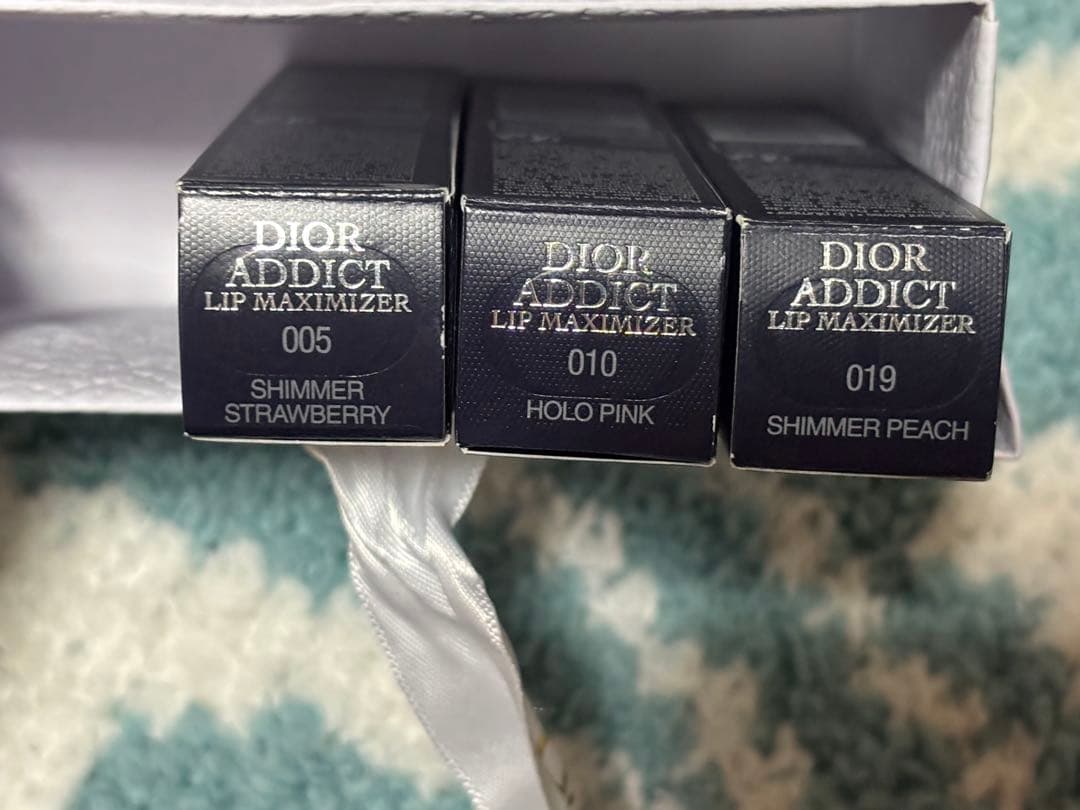 DIOR
ADDICT
LIP MAXIMIZER
005
SHIMMER
STRAWBERRY
DIOR
ADDICT
LIP MAXIMIZER
010
HOLO PINK
DIOR
ADDICT
LIP MAXIMIZER
019
SHIMMER PEACH